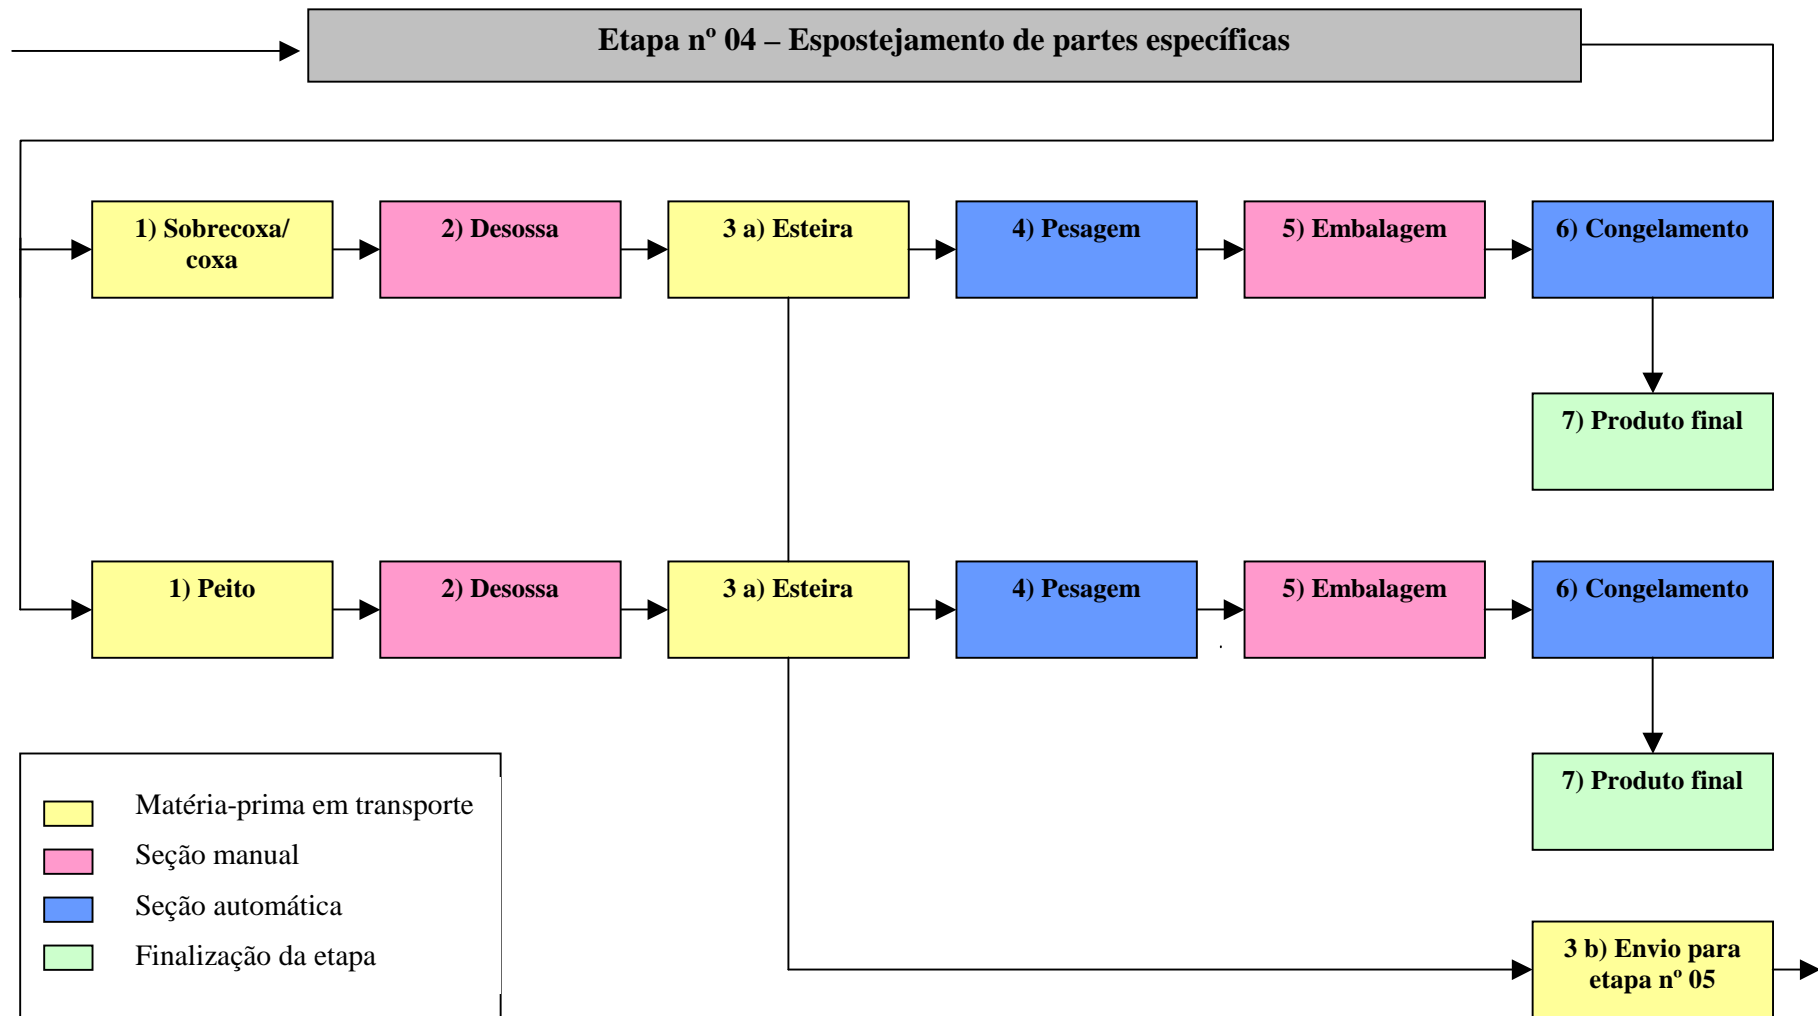 Etapa nº 04 – Espostejamento de partes específicas
1) Sobrecoxa/
coxa
2) Desossa
3 a) Esteira
4) Pesagem
5) Embalagem
6) Congelamento
7) Produto final
1) Peito
2) Desossa
3 a) Esteira
4) Pesagem
5) Embalagem
6) Congelamento
7) Produto final
Matéria-prima em transporte
Seção manual
Seção automática
Finalização da etapa
3 b) Envio para
etapa nº 05